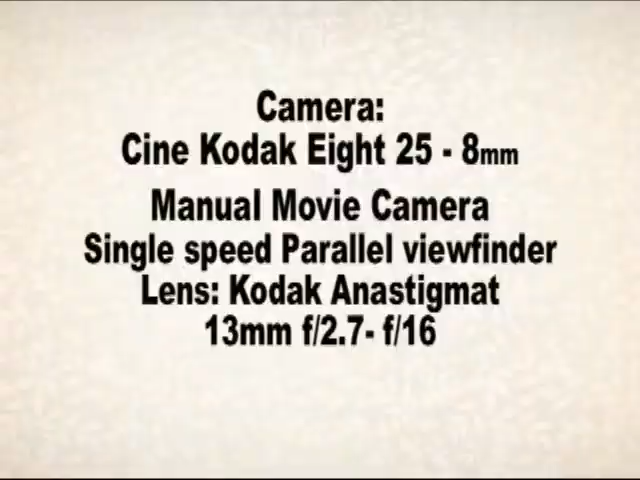 Camera:
Cine Kodak Eight 25 - 8mm
Manual Movie Camera
Single speed Parallel viewfinder
Lens: Kodak Anastigmat
13mm f/2.7- f/16